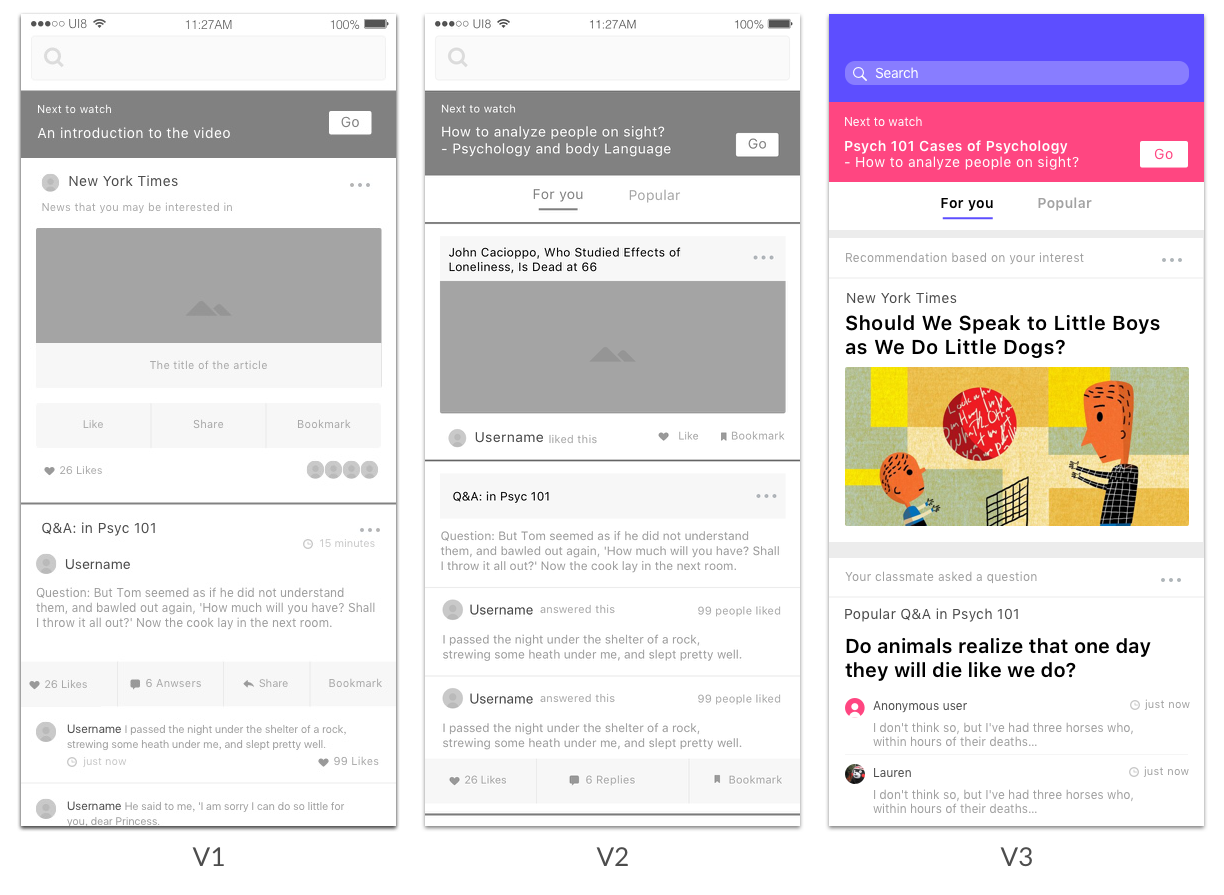 ●●●○○ UI8 11:27AM 100%
Next to watch
An introduction to the video
Go
New York Times
News that you may be interested in
The title of the article
Like Share Bookmark
26 Likes
Q&A: in Psyc 101
15 minutes
Username
Question: But Tom seemed as if he did not understand
them, and bawled out again, 'How much will you have? Shall
I throw it all out?' Now the cook lay in the next room.
26 Likes 6 Anwsers Share Bookmark
Username I passed the night under the shelter of a rock,
strewing some heath under me, and slept pretty well.
just now 99 Likes
Username He said to me, 'I am sorry I can do so little for
you, dear Princess.
V1
●●●○○ UI8 11:27AM 100%
Next to watch
How to analyze people on sight?
- Psychology and body Language
Go
For you Popular
John Cacioppo, Who Studied Effects of
Loneliness, Is Dead at 66
Username liked this Like Bookmark
Q&A: in Psyc 101
Question: But Tom seemed as if he did not understand
them, and bawled out again, 'How much will you have? Shall
I throw it all out?' Now the cook lay in the next room.
Username answered this 99 people liked
I passed the night under the shelter of a rock,
strewing some heath under me, and slept pretty well.
Username answered this 99 people liked
I passed the night under the shelter of a rock,
strewing some heath under me, and slept pretty well.
26 Likes 6 Replies Bookmark
V2
Search
Next to watch
Psych 101 Cases of Psychology
- How to analyze people on sight?
Go
For you Popular
Recommendation based on your interest
New York Times
Should We Speak to Little Boys
as We Do Little Dogs?
Your classmate asked a question
Popular Q&A in Psych 101
Do animals realize that one day
they will die like we do?
Anonymous user just now
I don't think so, but I've had three horses who,
within hours of their deaths...
Lauren just now
I don't think so, but I've had three horses who,
within hours of their deaths...
V3